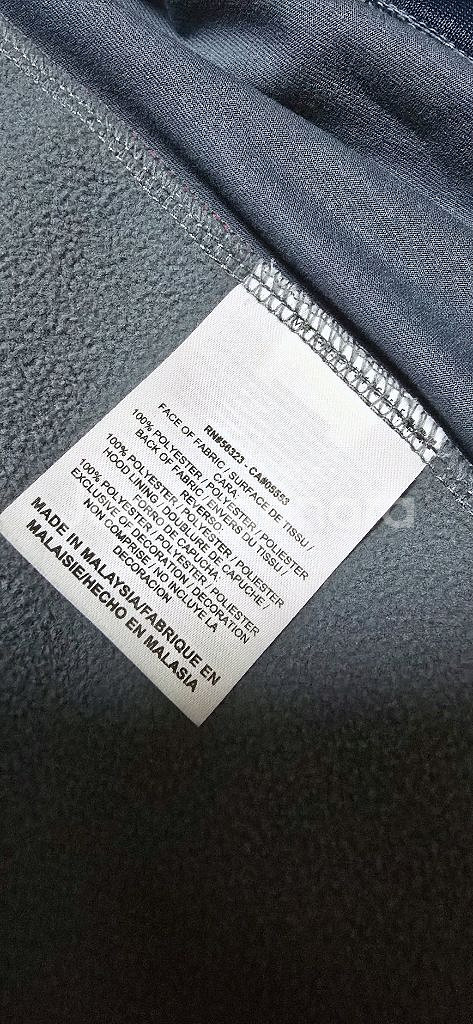 RN#56323 - CA#05553
FACE OF FABRIC / SURFACE DE TISSU /
CARA:
100% POLYESTER / POLYESTER / POLIESTER
BACK OF FABRIC / ENVERS DU TISSU /
REVERSO:
100% POLYESTER / POLYESTER / POLIESTER
HOOD LINING / DOUBLURE DE CAPUCHE /
FORRO DE CAPUCHA:
100% POLYESTER / POLYESTER / POLIESTER
EXCLUSIVE OF DECORATION / DECORATION
NON COMPRISE / NO INCLUYE LA
DECORACION
MADE IN MALAYSIA/FABRIQUE EN
MALAISIE/HECHO EN MALASIA